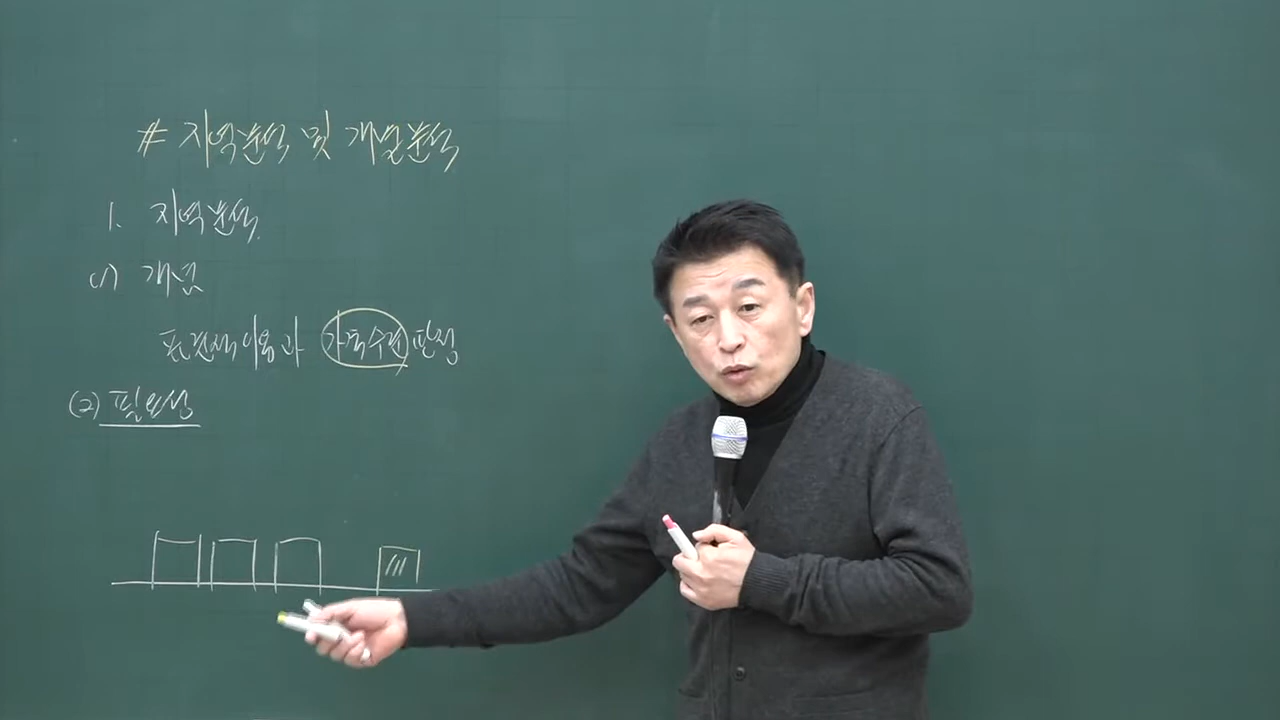 # 지역분석 및 개별분석
1. 지역분석.
(1) 개념
표준적이용과 가격수준 판정
(2) 필요성